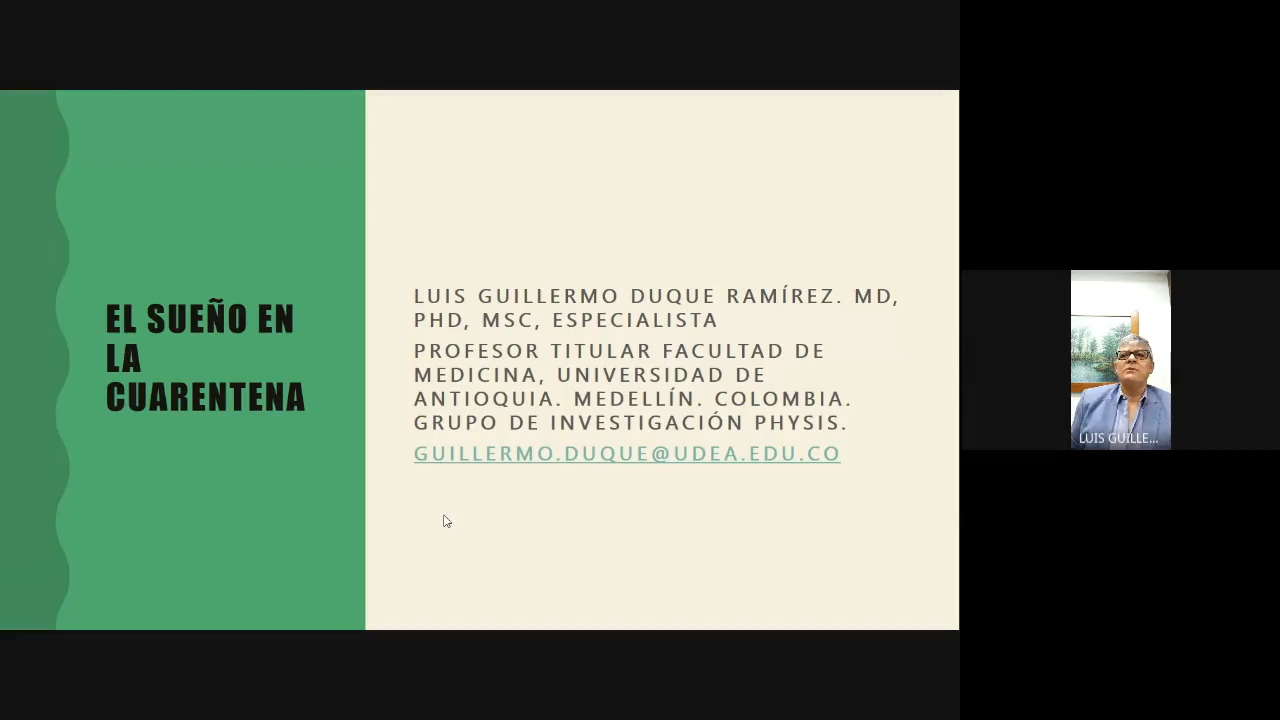 EL SUEÑO EN
LA
CUARENTENA
LUIS GUILLERMO DUQUE RAMÍREZ. MD,
PHD, MSC, ESPECIALISTA
PROFESOR TITULAR FACULTAD DE
MEDICINA, UNIVERSIDAD DE
ANTIOQUIA. MEDELLÍN. COLOMBIA.
GRUPO DE INVESTIGACIÓN PHYSIS.
GUILLERMO.DUQUE@UDEA.EDU.CO
LUIS GUILLE...